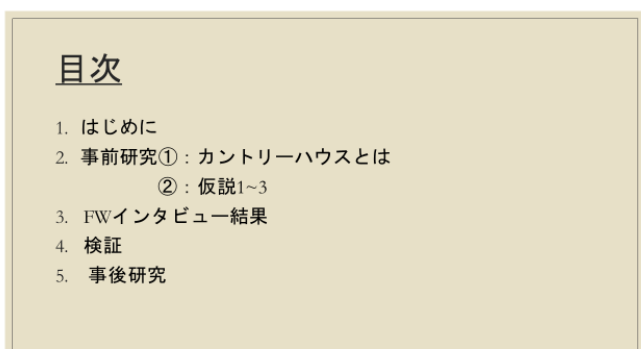 目次
1. はじめに
2. 事前研究①：カントリーハウスとは
②：仮説1~3
3. FWインタビュー結果
4. 検証
5. 事後研究